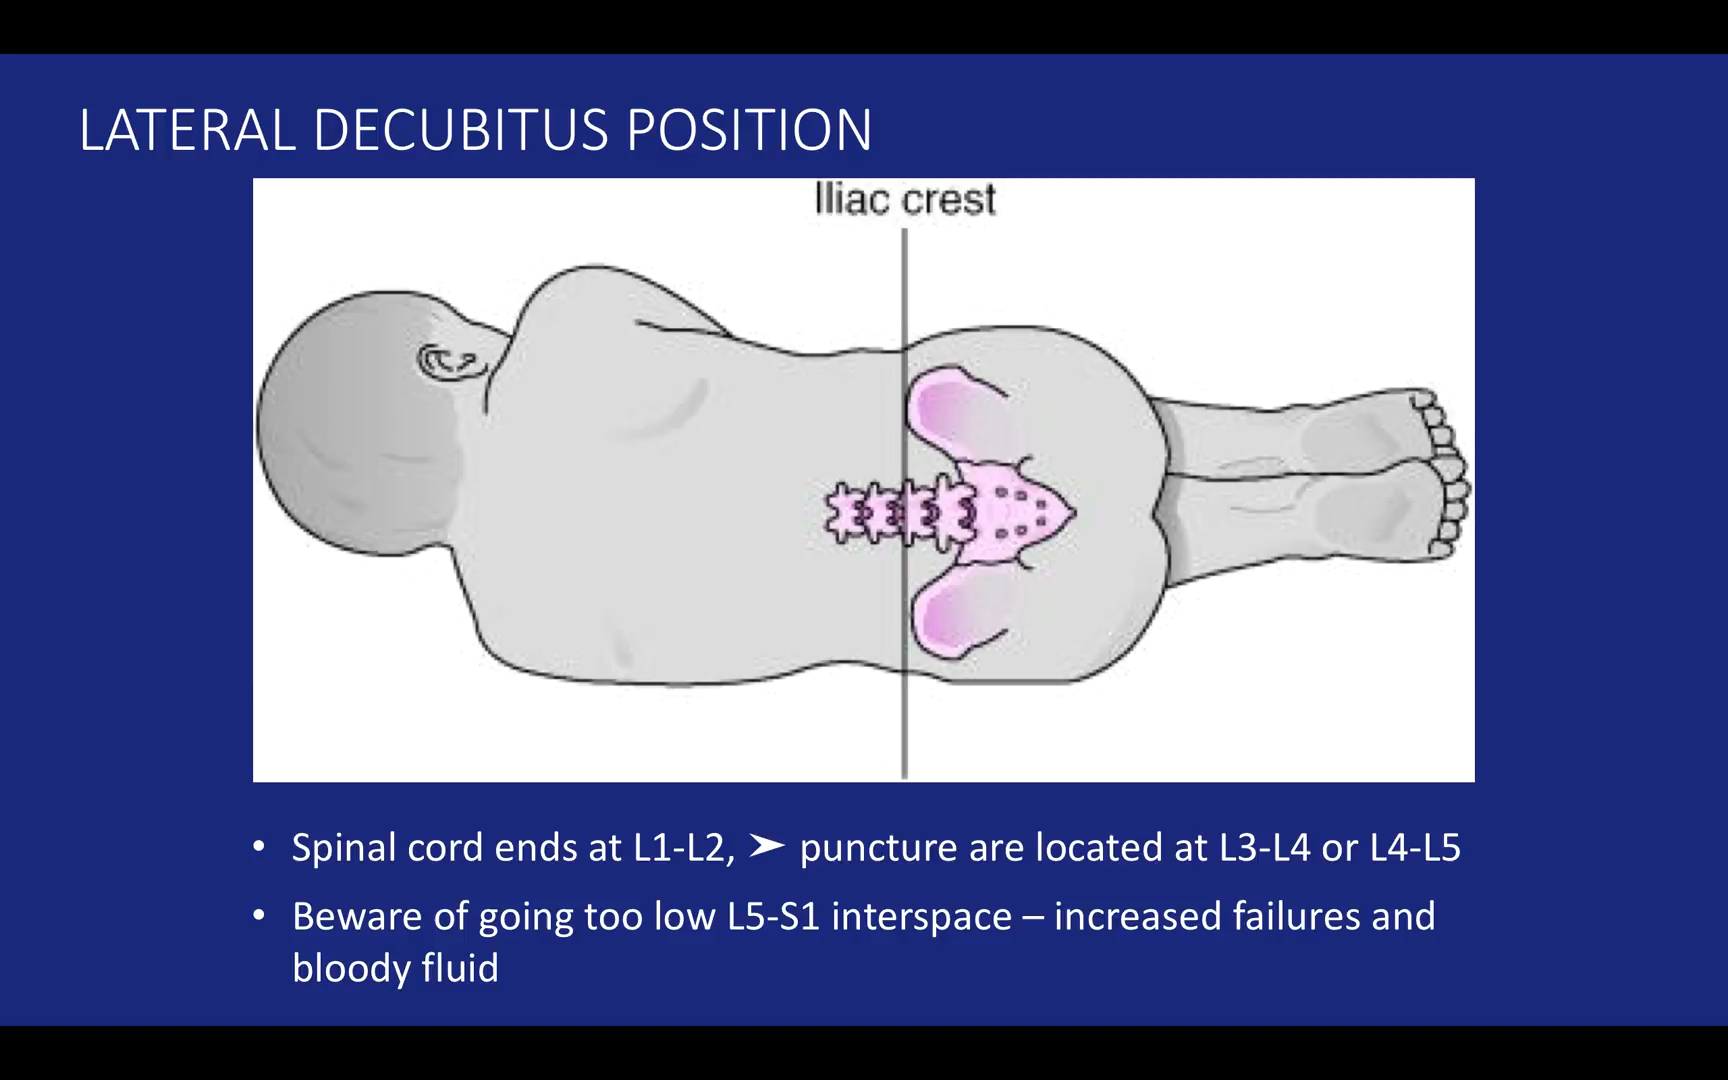 LATERAL DECUBITUS POSITION
Iliac crest
• Spinal cord ends at L1-L2, ➢ puncture are located at L3-L4 or L4-L5
• Beware of going too low L5-S1 interspace – increased failures and
bloody fluid